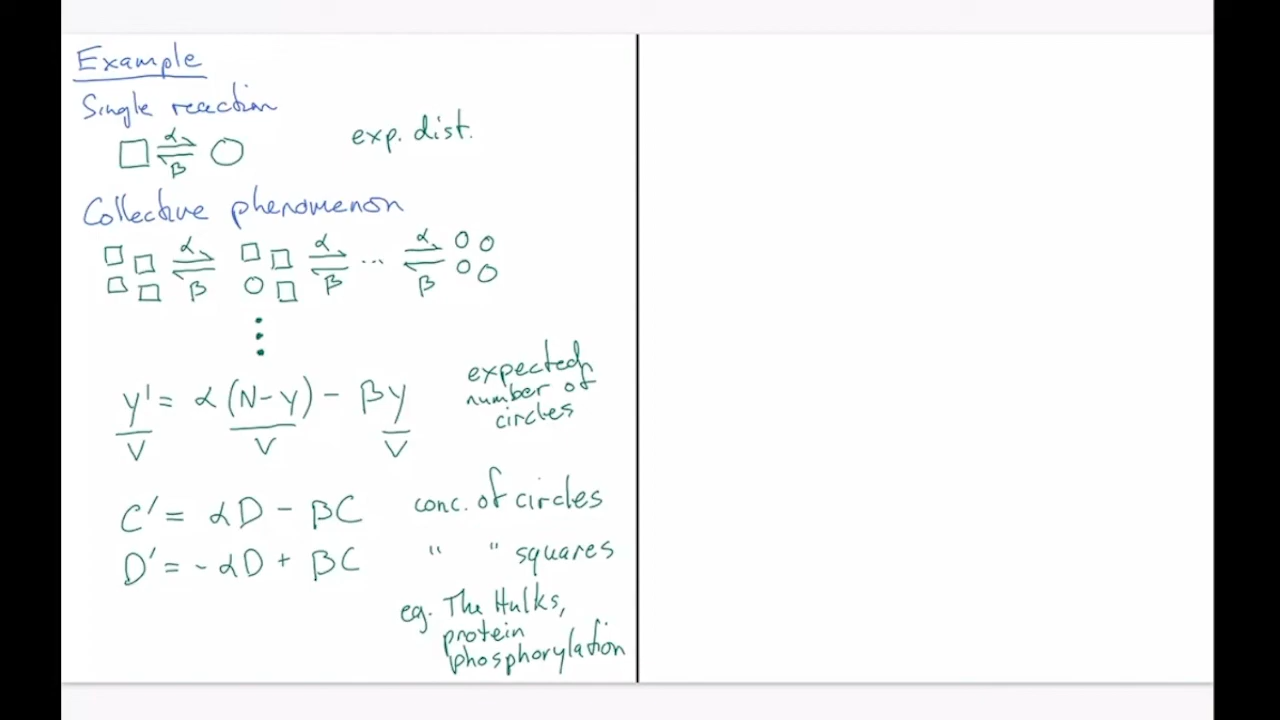 Example
Single reaction
□ ⇌ ○ α β exp. dist.
Collective phenomenon
α α ... α
β β β
⋮
y' = α (N-y) - βy expected
V V V number of
circles
C' = αD - βC conc. of circles
D' = -αD + βC " " squares
eg. The Hulks,
protein
phosphorylation